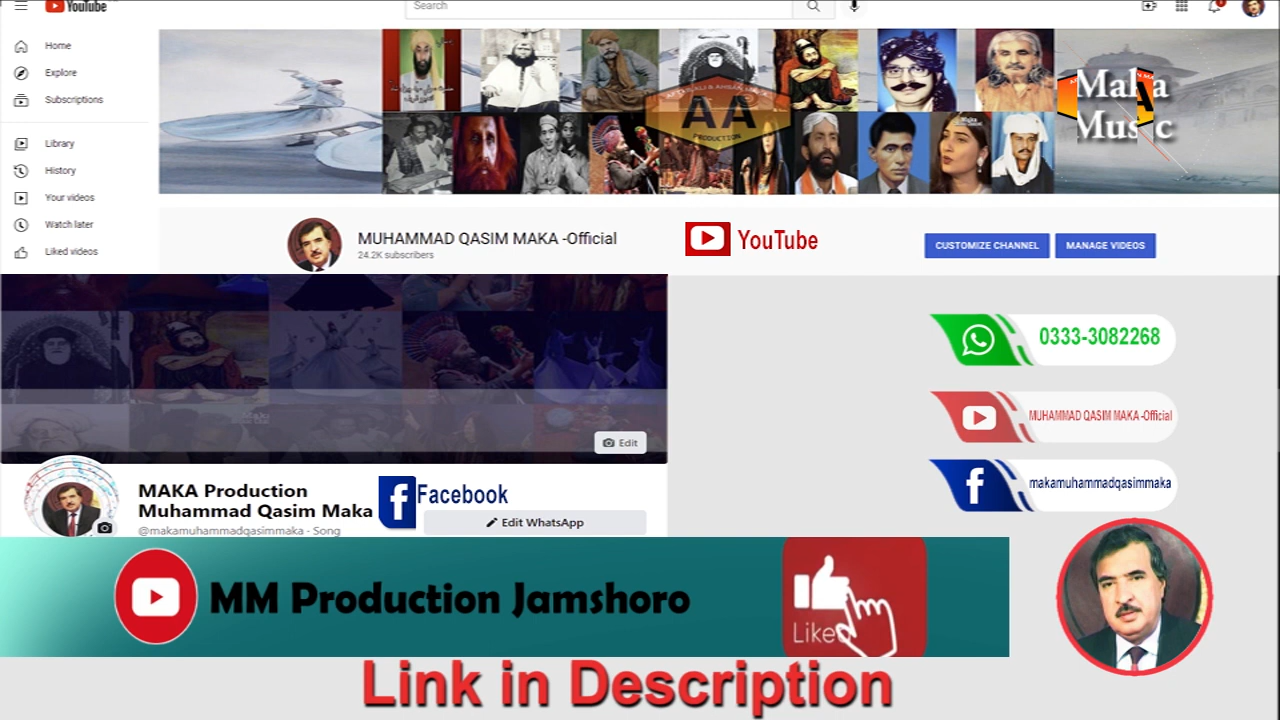 YouTube
Search
Home
Explore
Subscriptions
Library
History
Your videos
Watch later
Liked videos
AA
PRODUCTION
Maka
Music
MUHAMMAD QASIM MAKA -Official
24.2K subscribers
YouTube
CUSTOMIZE CHANNEL
MANAGE VIDEOS
0333-3082268
MUHAMMAD QASIM MAKA -Official
makamuhammadqasimmaka
Edit
MAKA Production
Muhammad Qasim Maka
@makamuhammadqasimmaka - Song
Facebook
Edit WhatsApp
MM Production Jamshoro
Liked
Link in Description